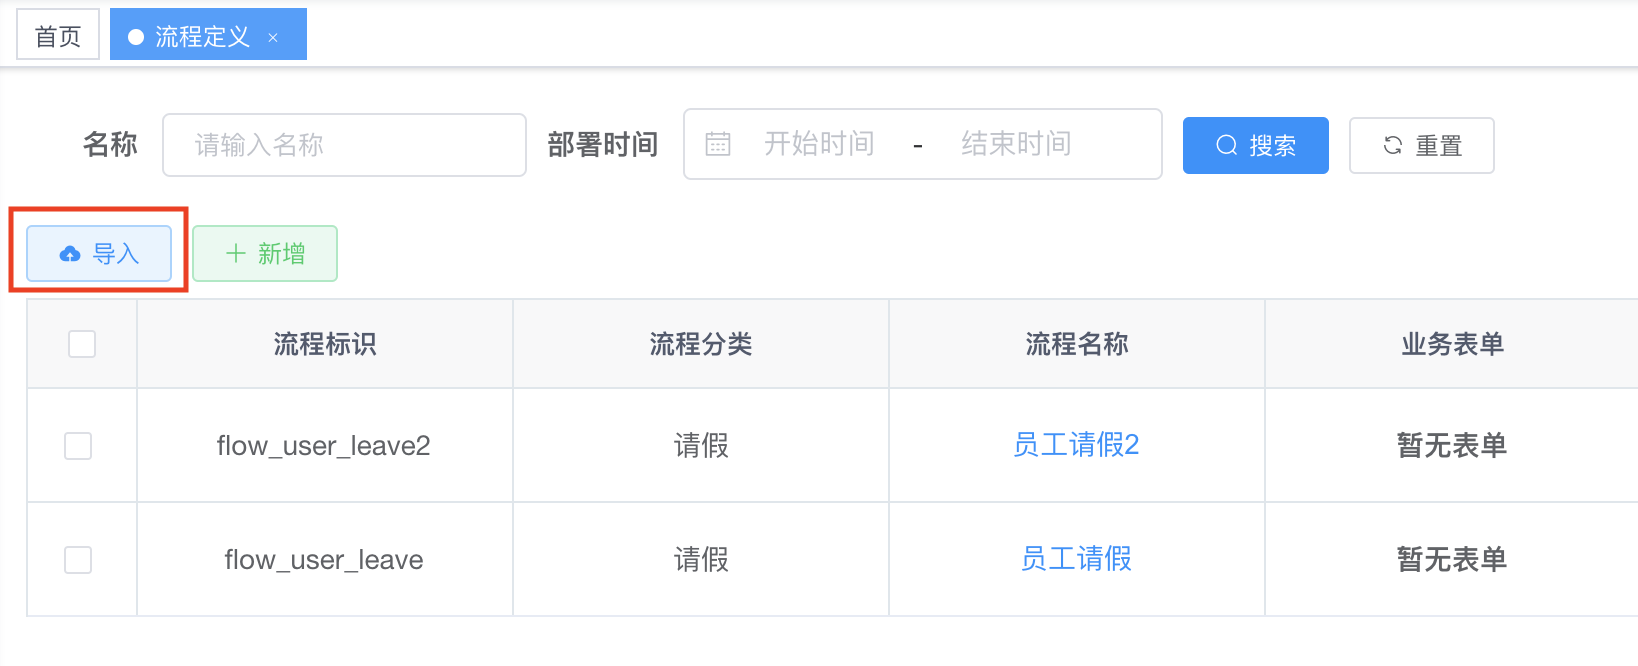 首页 流程定义 ×
名称 请输入名称 部署时间 开始时间 - 结束时间 搜索 重置
导入 + 新增
流程标识 流程分类 流程名称 业务表单
flow_user_leave2 请假 员工请假2 暂无表单
flow_user_leave 请假 员工请假 暂无表单